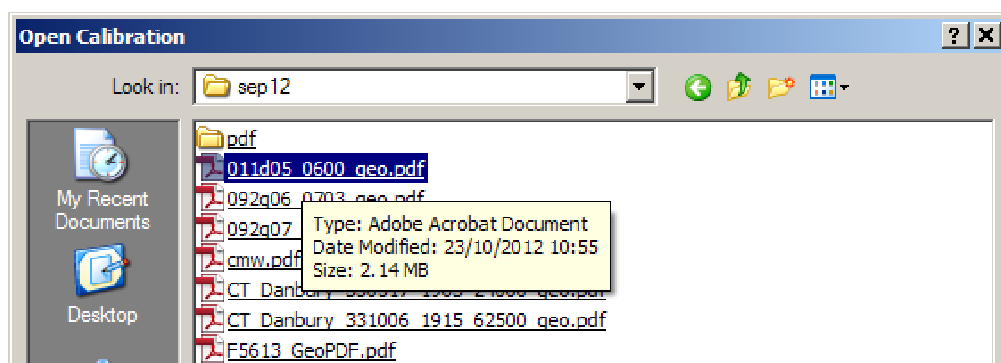 Open Calibration
Look in: sep12
pdf
011d05_0600_geo.pdf
092g06_0703_geo.pdf
092g07
cmw.pdf
CT_Danbury
CT_Danbury_331006_1915_62500_geo.pdf
F5613_GeoPDF.pdf
Type: Adobe Acrobat Document
Date Modified: 23/10/2012 10:55
Size: 2.14 MB
My Recent
Documents
Desktop